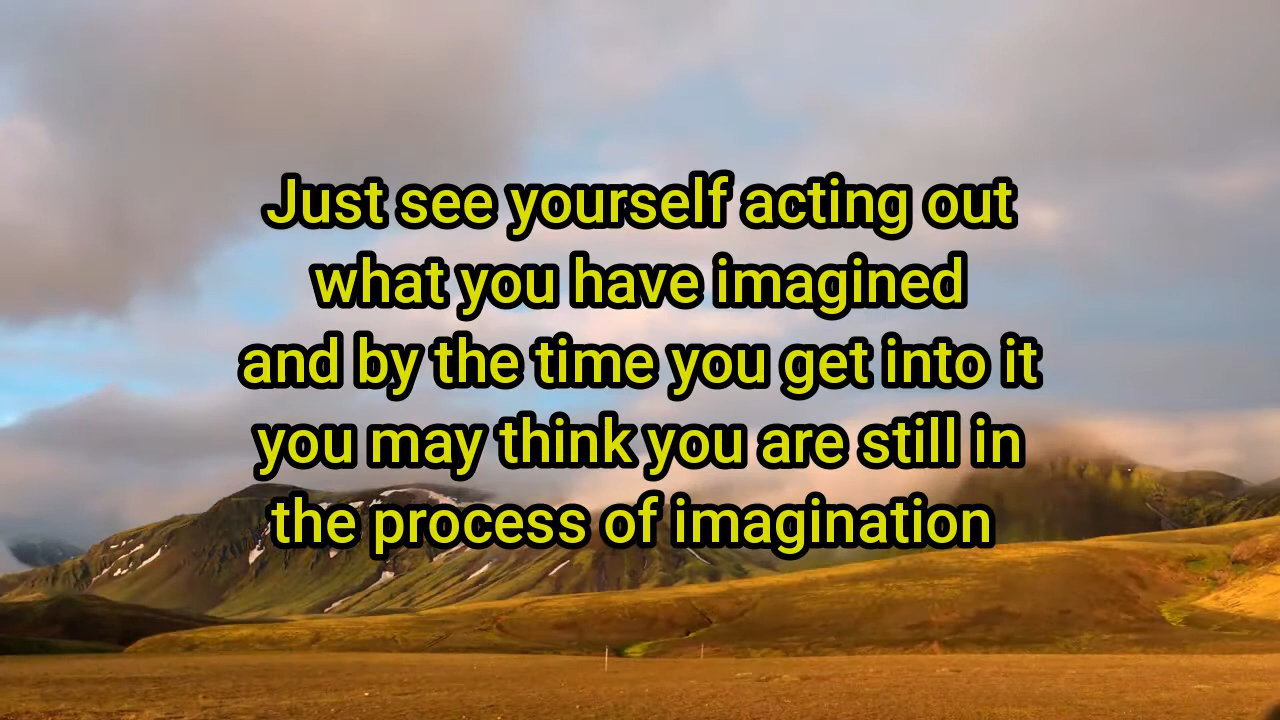 Just see yourself acting out
what you have imagined
and by the time you get into it
you may think you are still in
the process of imagination